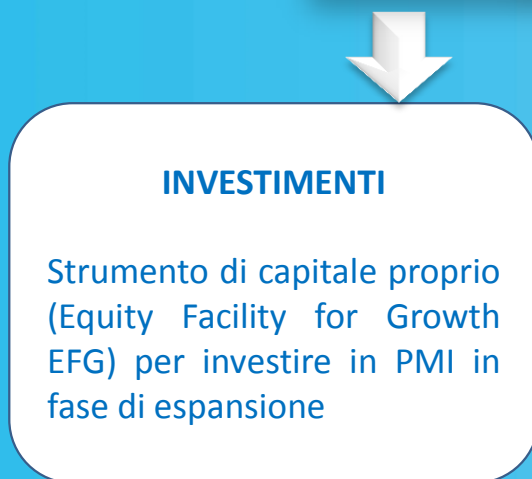 INVESTIMENTI
Strumento di capitale proprio
(Equity Facility for Growth
EFG) per investire in PMI in
fase di espansione